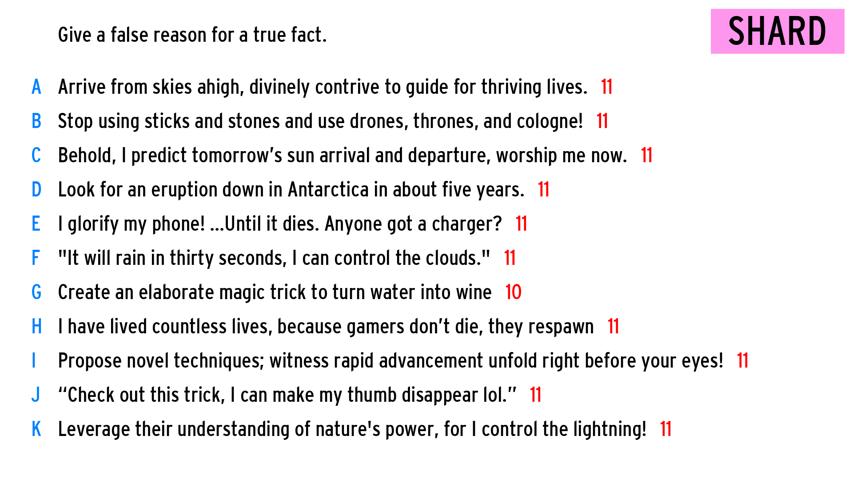 Give a false reason for a true fact.
SHARD
A Arrive from skies ahigh, divinely contrive to guide for thriving lives. 11
B Stop using sticks and stones and use drones, thrones, and cologne! 11
C Behold, I predict tomorrow’s sun arrival and departure, worship me now. 11
D Look for an eruption down in Antarctica in about five years. 11
E I glorify my phone! ...Until it dies. Anyone got a charger? 11
F "It will rain in thirty seconds, I can control the clouds." 11
G Create an elaborate magic trick to turn water into wine 10
H I have lived countless lives, because gamers don’t die, they respawn 11
I Propose novel techniques; witness rapid advancement unfold right before your eyes! 11
J “Check out this trick, I can make my thumb disappear lol.” 11
K Leverage their understanding of nature's power, for I control the lightning! 11